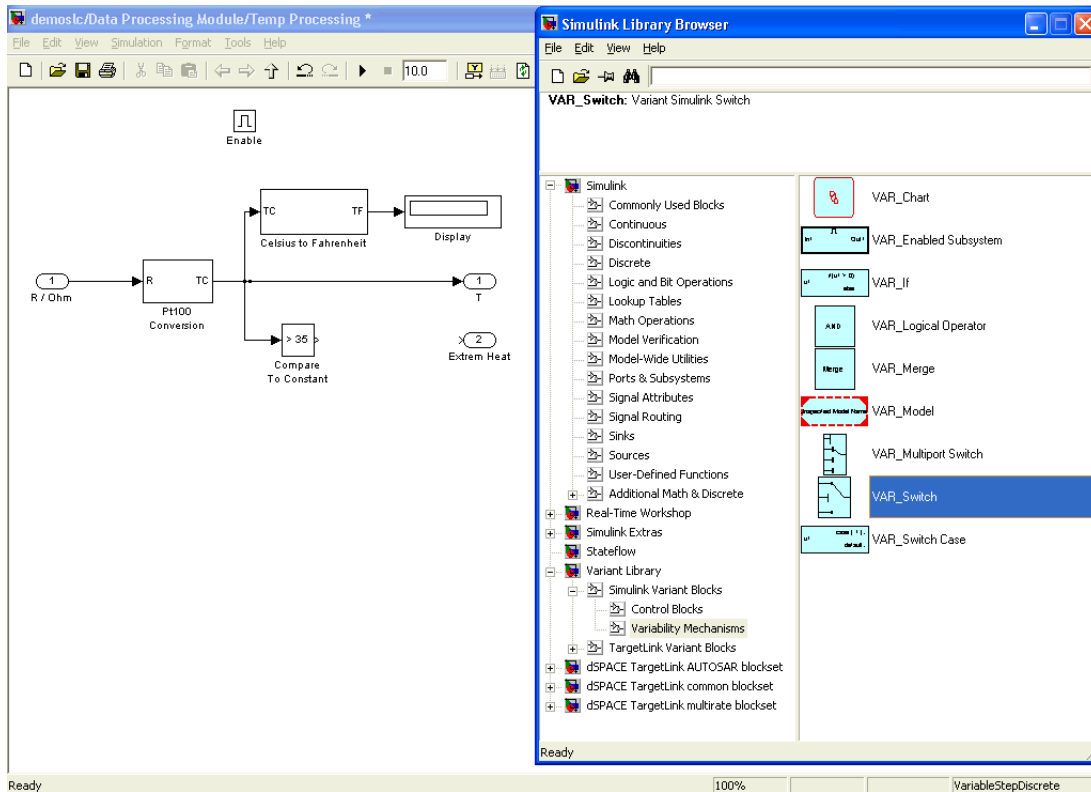 demoslc/Data Processing Module/Temp Processing *
File Edit View Simulation Format Tools Help
10.0
Enable
TC TF
Celsius to Fahrenheit
Display
1
R / Ohm
R TC
Pt100
Conversion
1
T
> 35
Compare
To Constant
2
Extrem Heat
Ready
100%
VariableStepDiscrete
Simulink Library Browser
File Edit View Help
VAR_Switch: Variant Simulink Switch
Simulink
Commonly Used Blocks
Continuous
Discontinuities
Discrete
Logic and Bit Operations
Lookup Tables
Math Operations
Model Verification
Model-Wide Utilities
Ports & Subsystems
Signal Attributes
Signal Routing
Sinks
Sources
User-Defined Functions
Additional Math & Discrete
Real-Time Workshop
Simulink Extras
Stateflow
Variant Library
Simulink Variant Blocks
Control Blocks
Variability Mechanisms
TargetLink Variant Blocks
dSPACE TargetLink AUTOSAR blockset
dSPACE TargetLink common blockset
dSPACE TargetLink multirate blockset
VAR_Chart
In1 Out1 VAR_Enabled Subsystem
VAR_If
AND VAR_Logical Operator
Merge VAR_Merge
VAR_Model
VAR_Multiport Switch
VAR_Switch
VAR_Switch Case
Ready